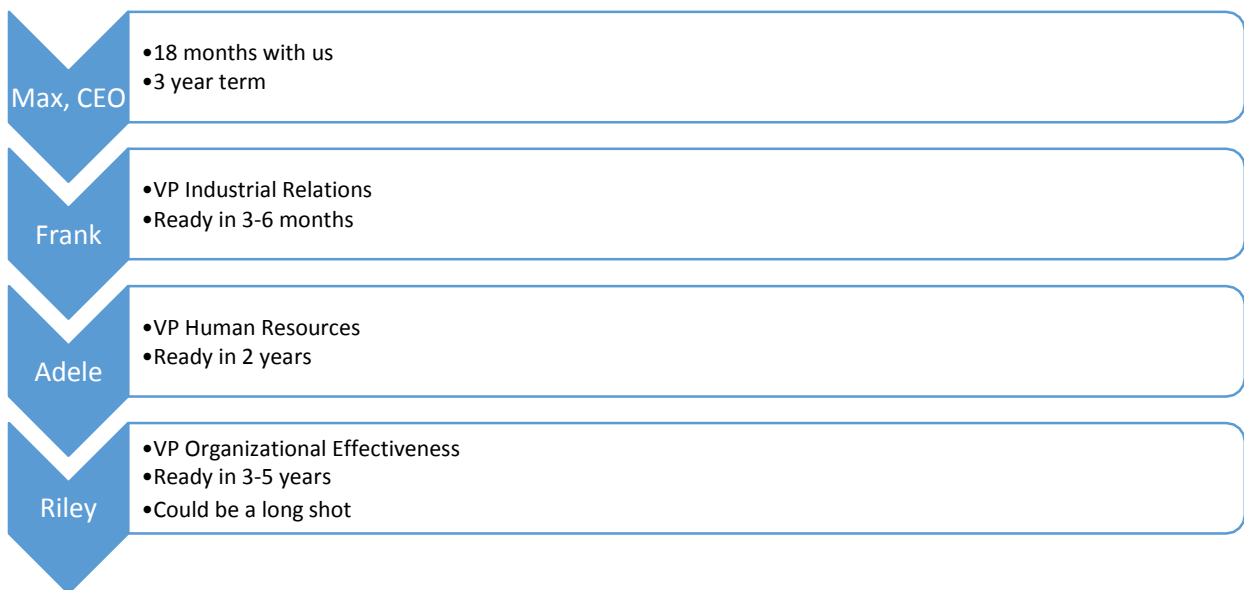 Max, CEO
•18 months with us
•3 year term
Frank
•VP Industrial Relations
•Ready in 3-6 months
Adele
•VP Human Resources
•Ready in 2 years
Riley
•VP Organizational Effectiveness
•Ready in 3-5 years
•Could be a long shot